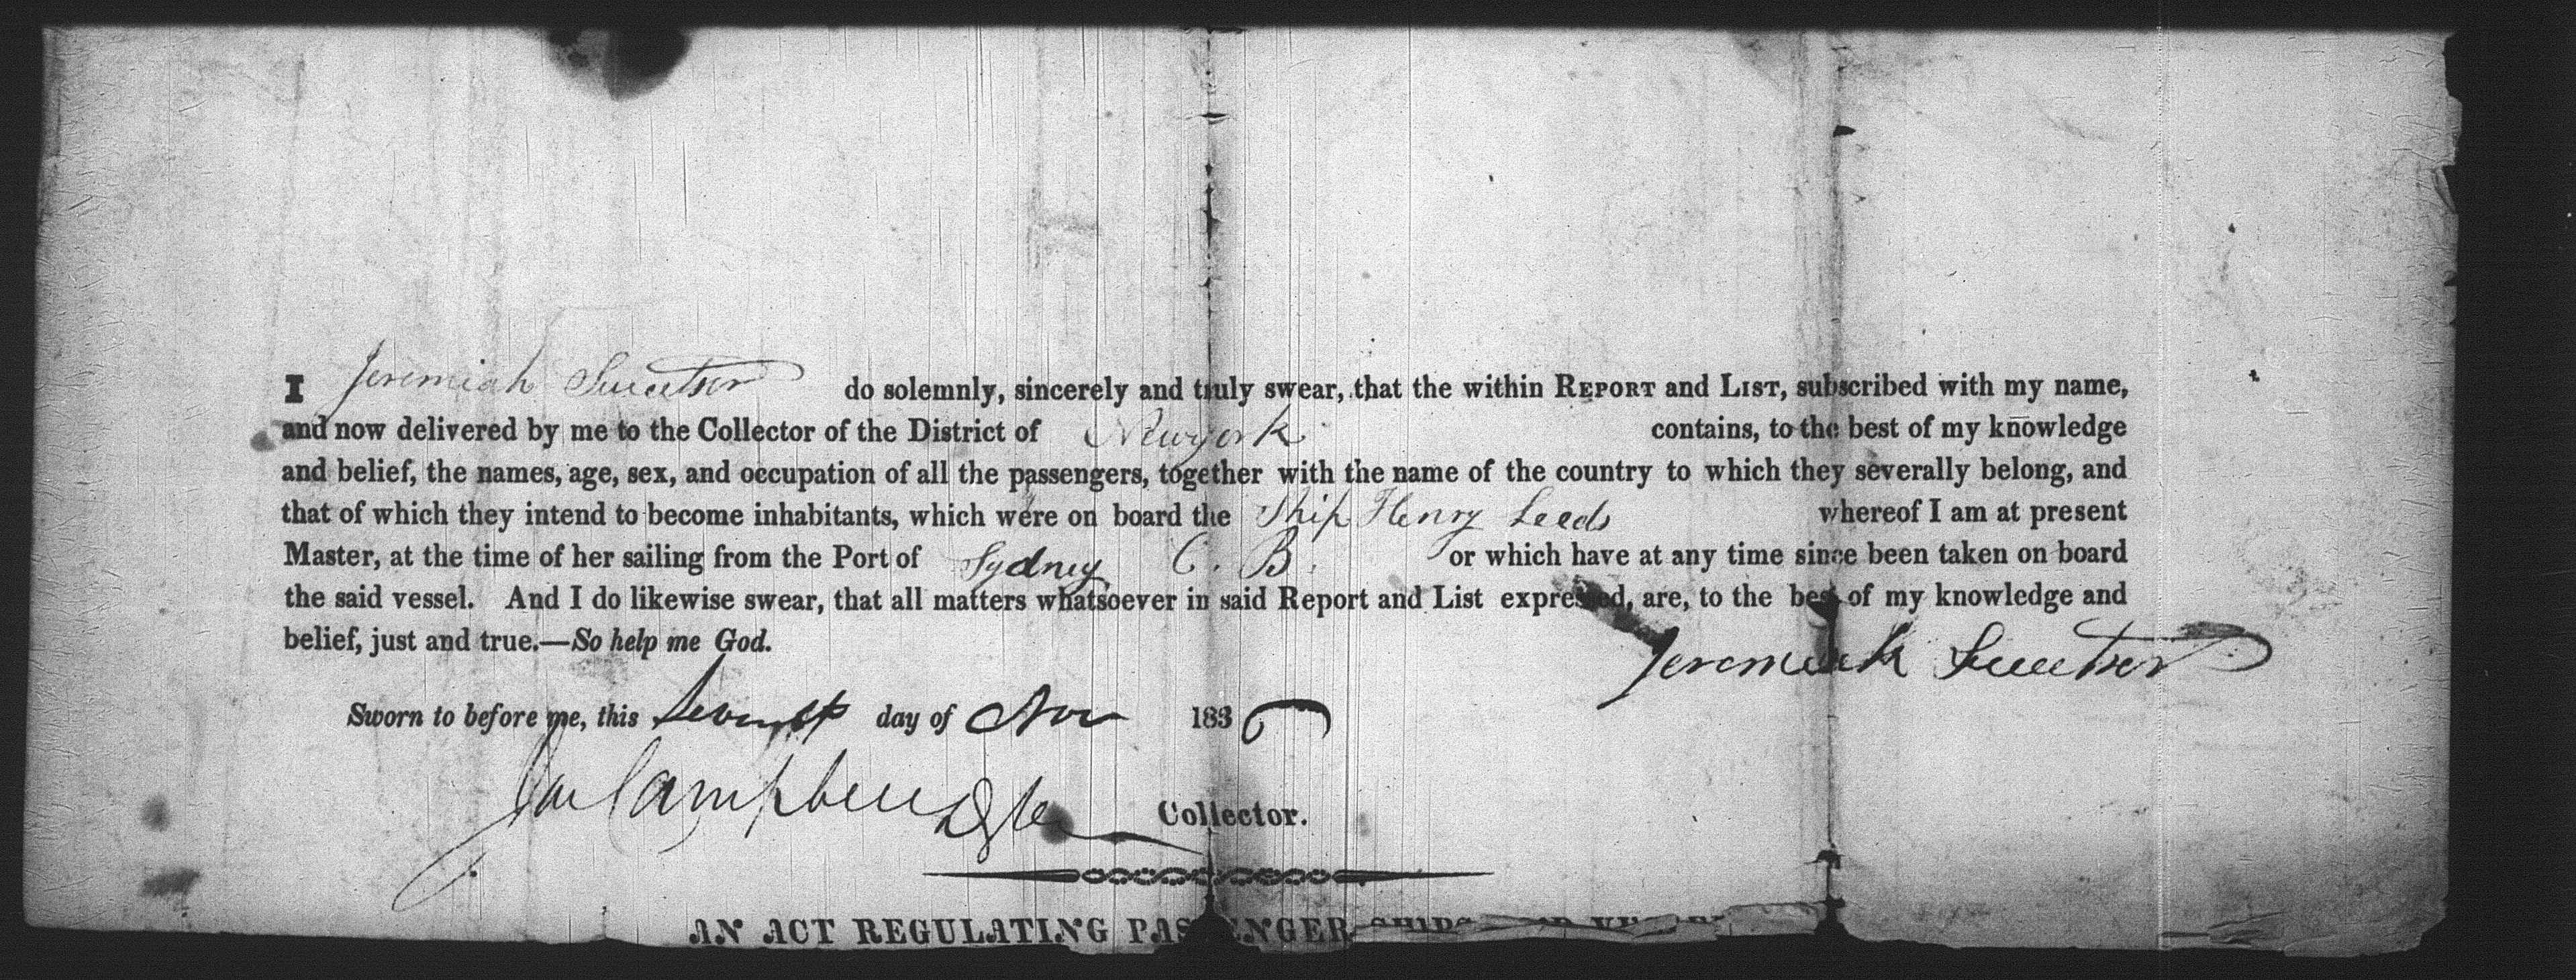 I Jeremiah Sweetser do solemnly, sincerely and truly swear, that the within REPORT and LIST, subscribed with my name,
and now delivered by me to the Collector of the District of Newyork contains, to the best of my knowledge
and belief, the names, age, sex, and occupation of all the passengers, together with the name of the country to which they severally belong, and
that of which they intend to become inhabitants, which were on board the Ship Henry Leeds whereof I am at present
Master, at the time of her sailing from the Port of Sydney C. B. or which have at any time since been taken on board
the said vessel. And I do likewise swear, that all matters whatsoever in said Report and List expressed, are, to the best of my knowledge and
belief, just and true.—So help me God.
Jeremiah Sweetser
Sworn to before me, this day of Nov 183
Campbell Collector.
AN ACT REGULATING PASSENGER SHIPS